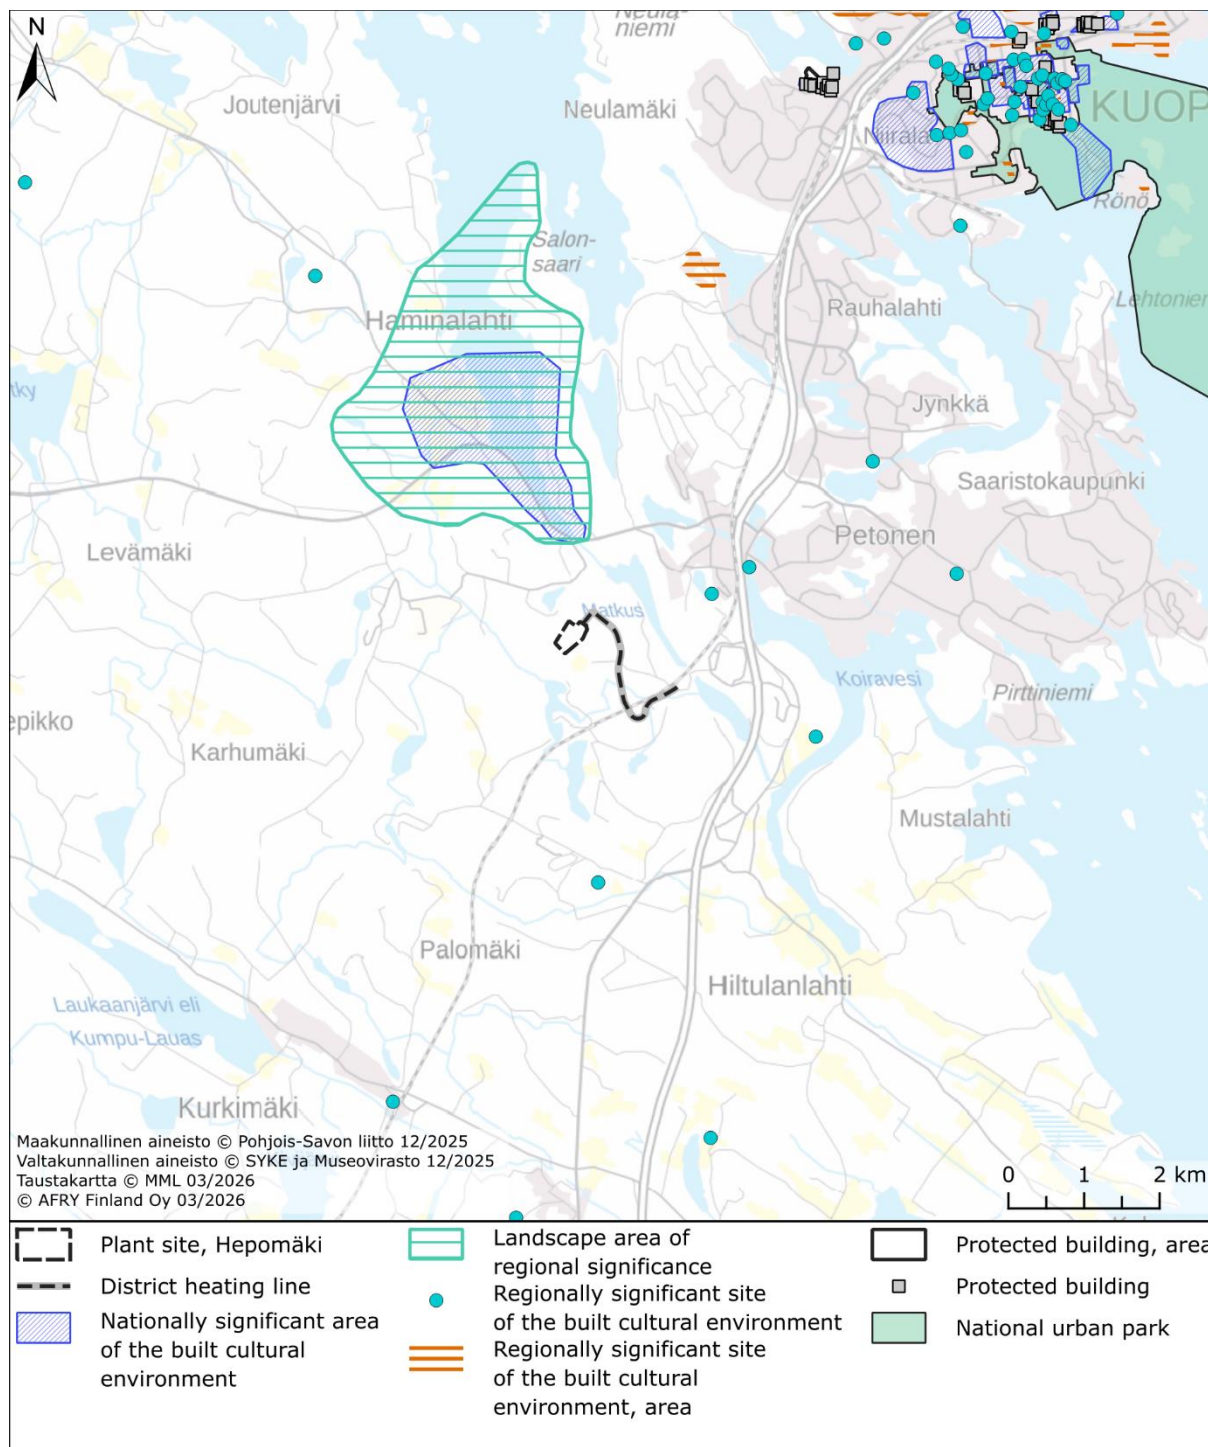 N
Neula-
niemi
Joutenjärvi
Neulamäki
KUOP
Niirala
Rönö
Salon-
saari
Lehtonier
Rauhalahti
Haminalahti
tky
Jynkkä
Saaristokaupunki
Petonen
Levämäki
Matkus
Koiravesi
Pirttiniemi
epikko
Karhumäki
Mustalahti
Palomäki
Hiltulanlahti
Laukaanjärvi eli
Kumpu-Lauas
Kurkimäki
Maakunnallinen aineisto © Pohjois-Savon liitto 12/2025
Valtakunnallinen aineisto © SYKE ja Museovirasto 12/2025
Taustakartta © MML 03/2026
© AFRY Finland Oy 03/2026
0 1 2 km
Plant site, Hepomäki
District heating line
Nationally significant area
of the built cultural
environment
Landscape area of
regional significance
Regionally significant site
of the built cultural environment
Regionally significant site
of the built cultural
environment, area
Protected building, area
Protected building
National urban park